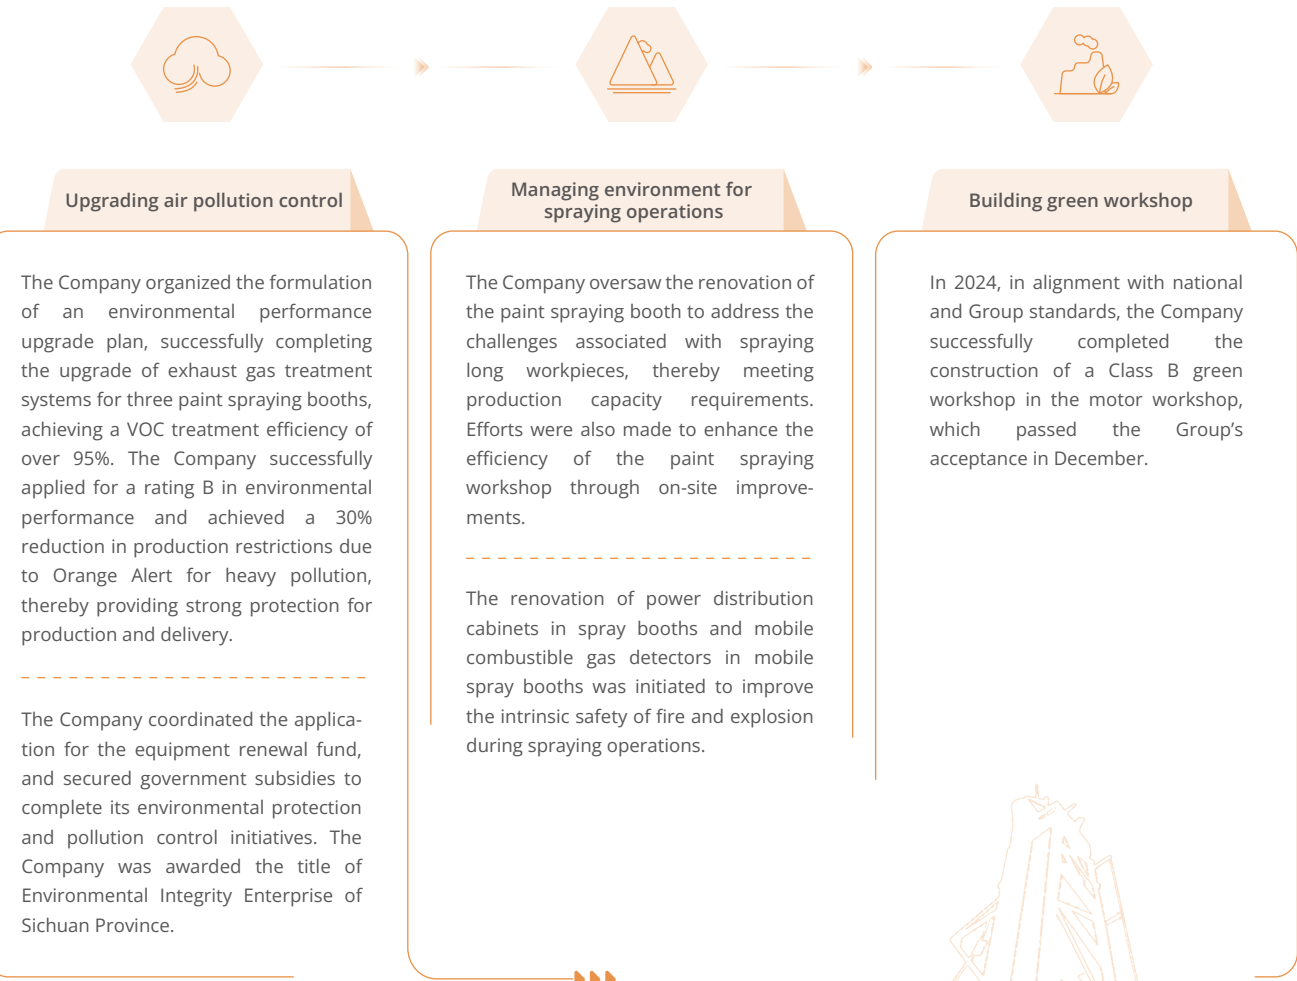 Upgrading air pollution control
The Company organized the formulation
of an environmental performance
upgrade plan, successfully completing
the upgrade of exhaust gas treatment
systems for three paint spraying booths,
achieving a VOC treatment efficiency of
over 95%. The Company successfully
applied for a rating B in environmental
performance and achieved a 30%
reduction in production restrictions due
to Orange Alert for heavy pollution,
thereby providing strong protection for
production and delivery.
The Company coordinated the applica-
tion for the equipment renewal fund,
and secured government subsidies to
complete its environmental protection
and pollution control initiatives. The
Company was awarded the title of
Environmental Integrity Enterprise of
Sichuan Province.
Managing environment for
spraying operations
The Company oversaw the renovation of
the paint spraying booth to address the
challenges associated with spraying
long workpieces, thereby meeting
production capacity requirements.
Efforts were also made to enhance the
efficiency of the paint spraying
workshop through on-site improve-
ments.
The renovation of power distribution
cabinets in spray booths and mobile
combustible gas detectors in mobile
spray booths was initiated to improve
the intrinsic safety of fire and explosion
during spraying operations.
Building green workshop
In 2024, in alignment with national
and Group standards, the Company
successfully completed the
construction of a Class B green
workshop in the motor workshop,
which passed the Group’s
acceptance in December.